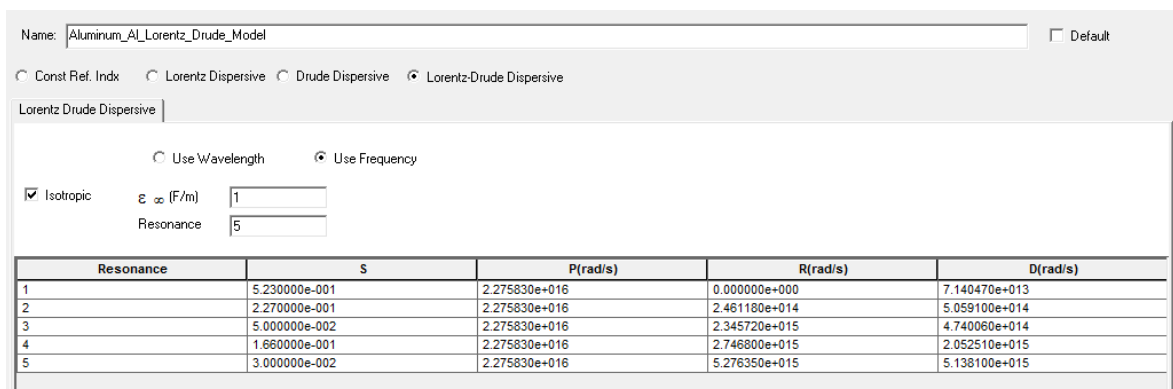 Name: Aluminum_Al_Lorentz_Drude_Model Default
Const Ref. Indx Lorentz Dispersive Drude Dispersive Lorentz-Drude Dispersive
Lorentz Drude Dispersive
Use Wavelength Use Frequency
Isotropic ε ∞ (F/m) 1
Resonance 5
Resonance S P(rad/s) R(rad/s) D(rad/s)
1 5.230000e-001 2.275830e+016 0.000000e+000 7.140470e+013
2 2.270000e-001 2.275830e+016 2.461180e+014 5.059100e+014
3 5.000000e-002 2.275830e+016 2.345720e+015 4.740060e+014
4 1.660000e-001 2.275830e+016 2.746800e+015 2.052510e+015
5 3.000000e-002 2.275830e+016 5.276350e+015 5.138100e+015